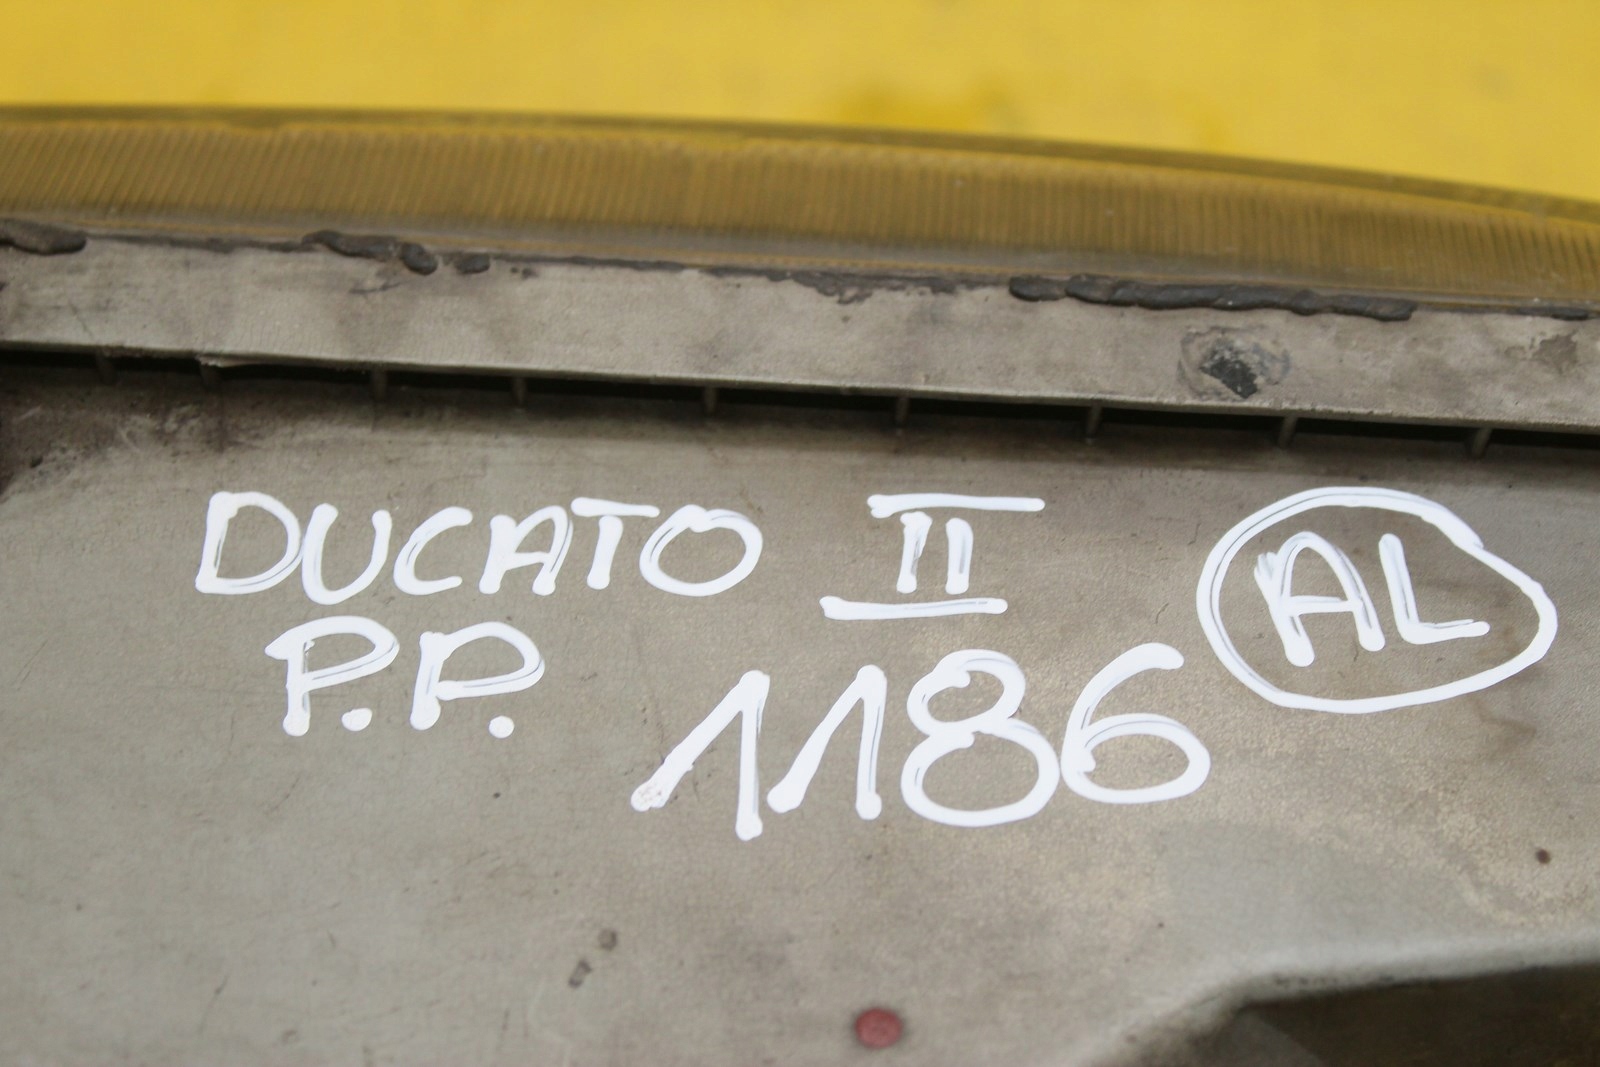 DUCATO II
P.P.
1186
AL